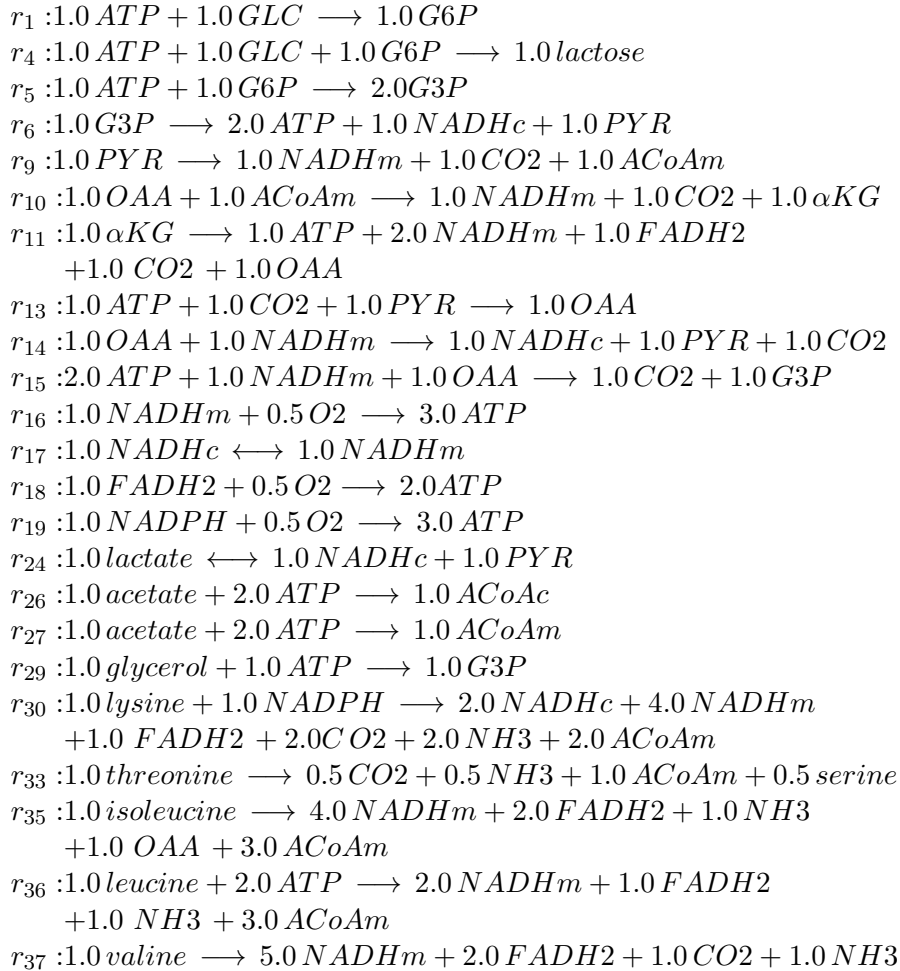 r₁ :1.0 ATP + 1.0 GLC ⟶ 1.0 G6P
r₄ :1.0 ATP + 1.0 GLC + 1.0 G6P ⟶ 1.0 lactose
r₅ :1.0 ATP + 1.0 G6P ⟶ 2.0G3P
r₆ :1.0 G3P ⟶ 2.0 ATP + 1.0 NADHc + 1.0 PYR
r₉ :1.0 PYR ⟶ 1.0 NADHm + 1.0 CO2 + 1.0 ACoAm
r₁₀ :1.0 OAA + 1.0 ACoAm ⟶ 1.0 NADHm + 1.0 CO2 + 1.0 αKG
r₁₁ :1.0 αKG ⟶ 1.0 ATP + 2.0 NADHm + 1.0 FADH2
+1.0 CO2 + 1.0 OAA
r₁₃ :1.0 ATP + 1.0 CO2 + 1.0 PYR ⟶ 1.0 OAA
r₁₄ :1.0 OAA + 1.0 NADHm ⟶ 1.0 NADHc + 1.0 PYR + 1.0 CO2
r₁₅ :2.0 ATP + 1.0 NADHm + 1.0 OAA ⟶ 1.0 CO2 + 1.0 G3P
r₁₆ :1.0 NADHm + 0.5 O2 ⟶ 3.0 ATP
r₁₇ :1.0 NADHc ⟷ 1.0 NADHm
r₁₈ :1.0 FADH2 + 0.5 O2 ⟶ 2.0ATP
r₁₉ :1.0 NADPH + 0.5 O2 ⟶ 3.0 ATP
r₂₄ :1.0 lactate ⟷ 1.0 NADHc + 1.0 PYR
r₂₆ :1.0 acetate + 2.0 ATP ⟶ 1.0 ACoAc
r₂₇ :1.0 acetate + 2.0 ATP ⟶ 1.0 ACoAm
r₂₉ :1.0 glycerol + 1.0 ATP ⟶ 1.0 G3P
r₃₀ :1.0 lysine + 1.0 NADPH ⟶ 2.0 NADHc + 4.0 NADHm
+1.0 FADH2 + 2.0C O2 + 2.0 NH3 + 2.0 ACoAm
r₃₃ :1.0 threonine ⟶ 0.5 CO2 + 0.5 NH3 + 1.0 ACoAm + 0.5 serine
r₃₅ :1.0 isoleucine ⟶ 4.0 NADHm + 2.0 FADH2 + 1.0 NH3
+1.0 OAA + 3.0 ACoAm
r₃₆ :1.0 leucine + 2.0 ATP ⟶ 2.0 NADHm + 1.0 FADH2
+1.0 NH3 + 3.0 ACoAm
r₃₇ :1.0 valine ⟶ 5.0 NADHm + 2.0 FADH2 + 1.0 CO2 + 1.0 NH3